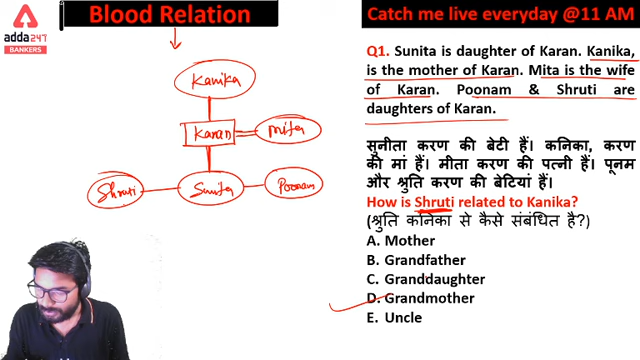 Blood Relation
Catch me live everyday @11 AM
adda247
BANKERS
Kanika
Karan
Mita
Shruti
Sunita
Poonam
Q1. Sunita is daughter of Karan. Kanika,
is the mother of Karan. Mita is the wife
of Karan. Poonam & Shruti are
daughters of Karan.
सुनीता करण की बेटी हैं। कनिका, करण
की मां हैं। मीता करण की पत्नी हैं। पूनम
और श्रुति करण की बेटियां हैं।
How is Shruti related to Kanika?
(श्रुति कनिका से कैसे संबंधित है?)
A. Mother
B. Grandfather
C. Granddaughter
D. Grandmother
E. Uncle